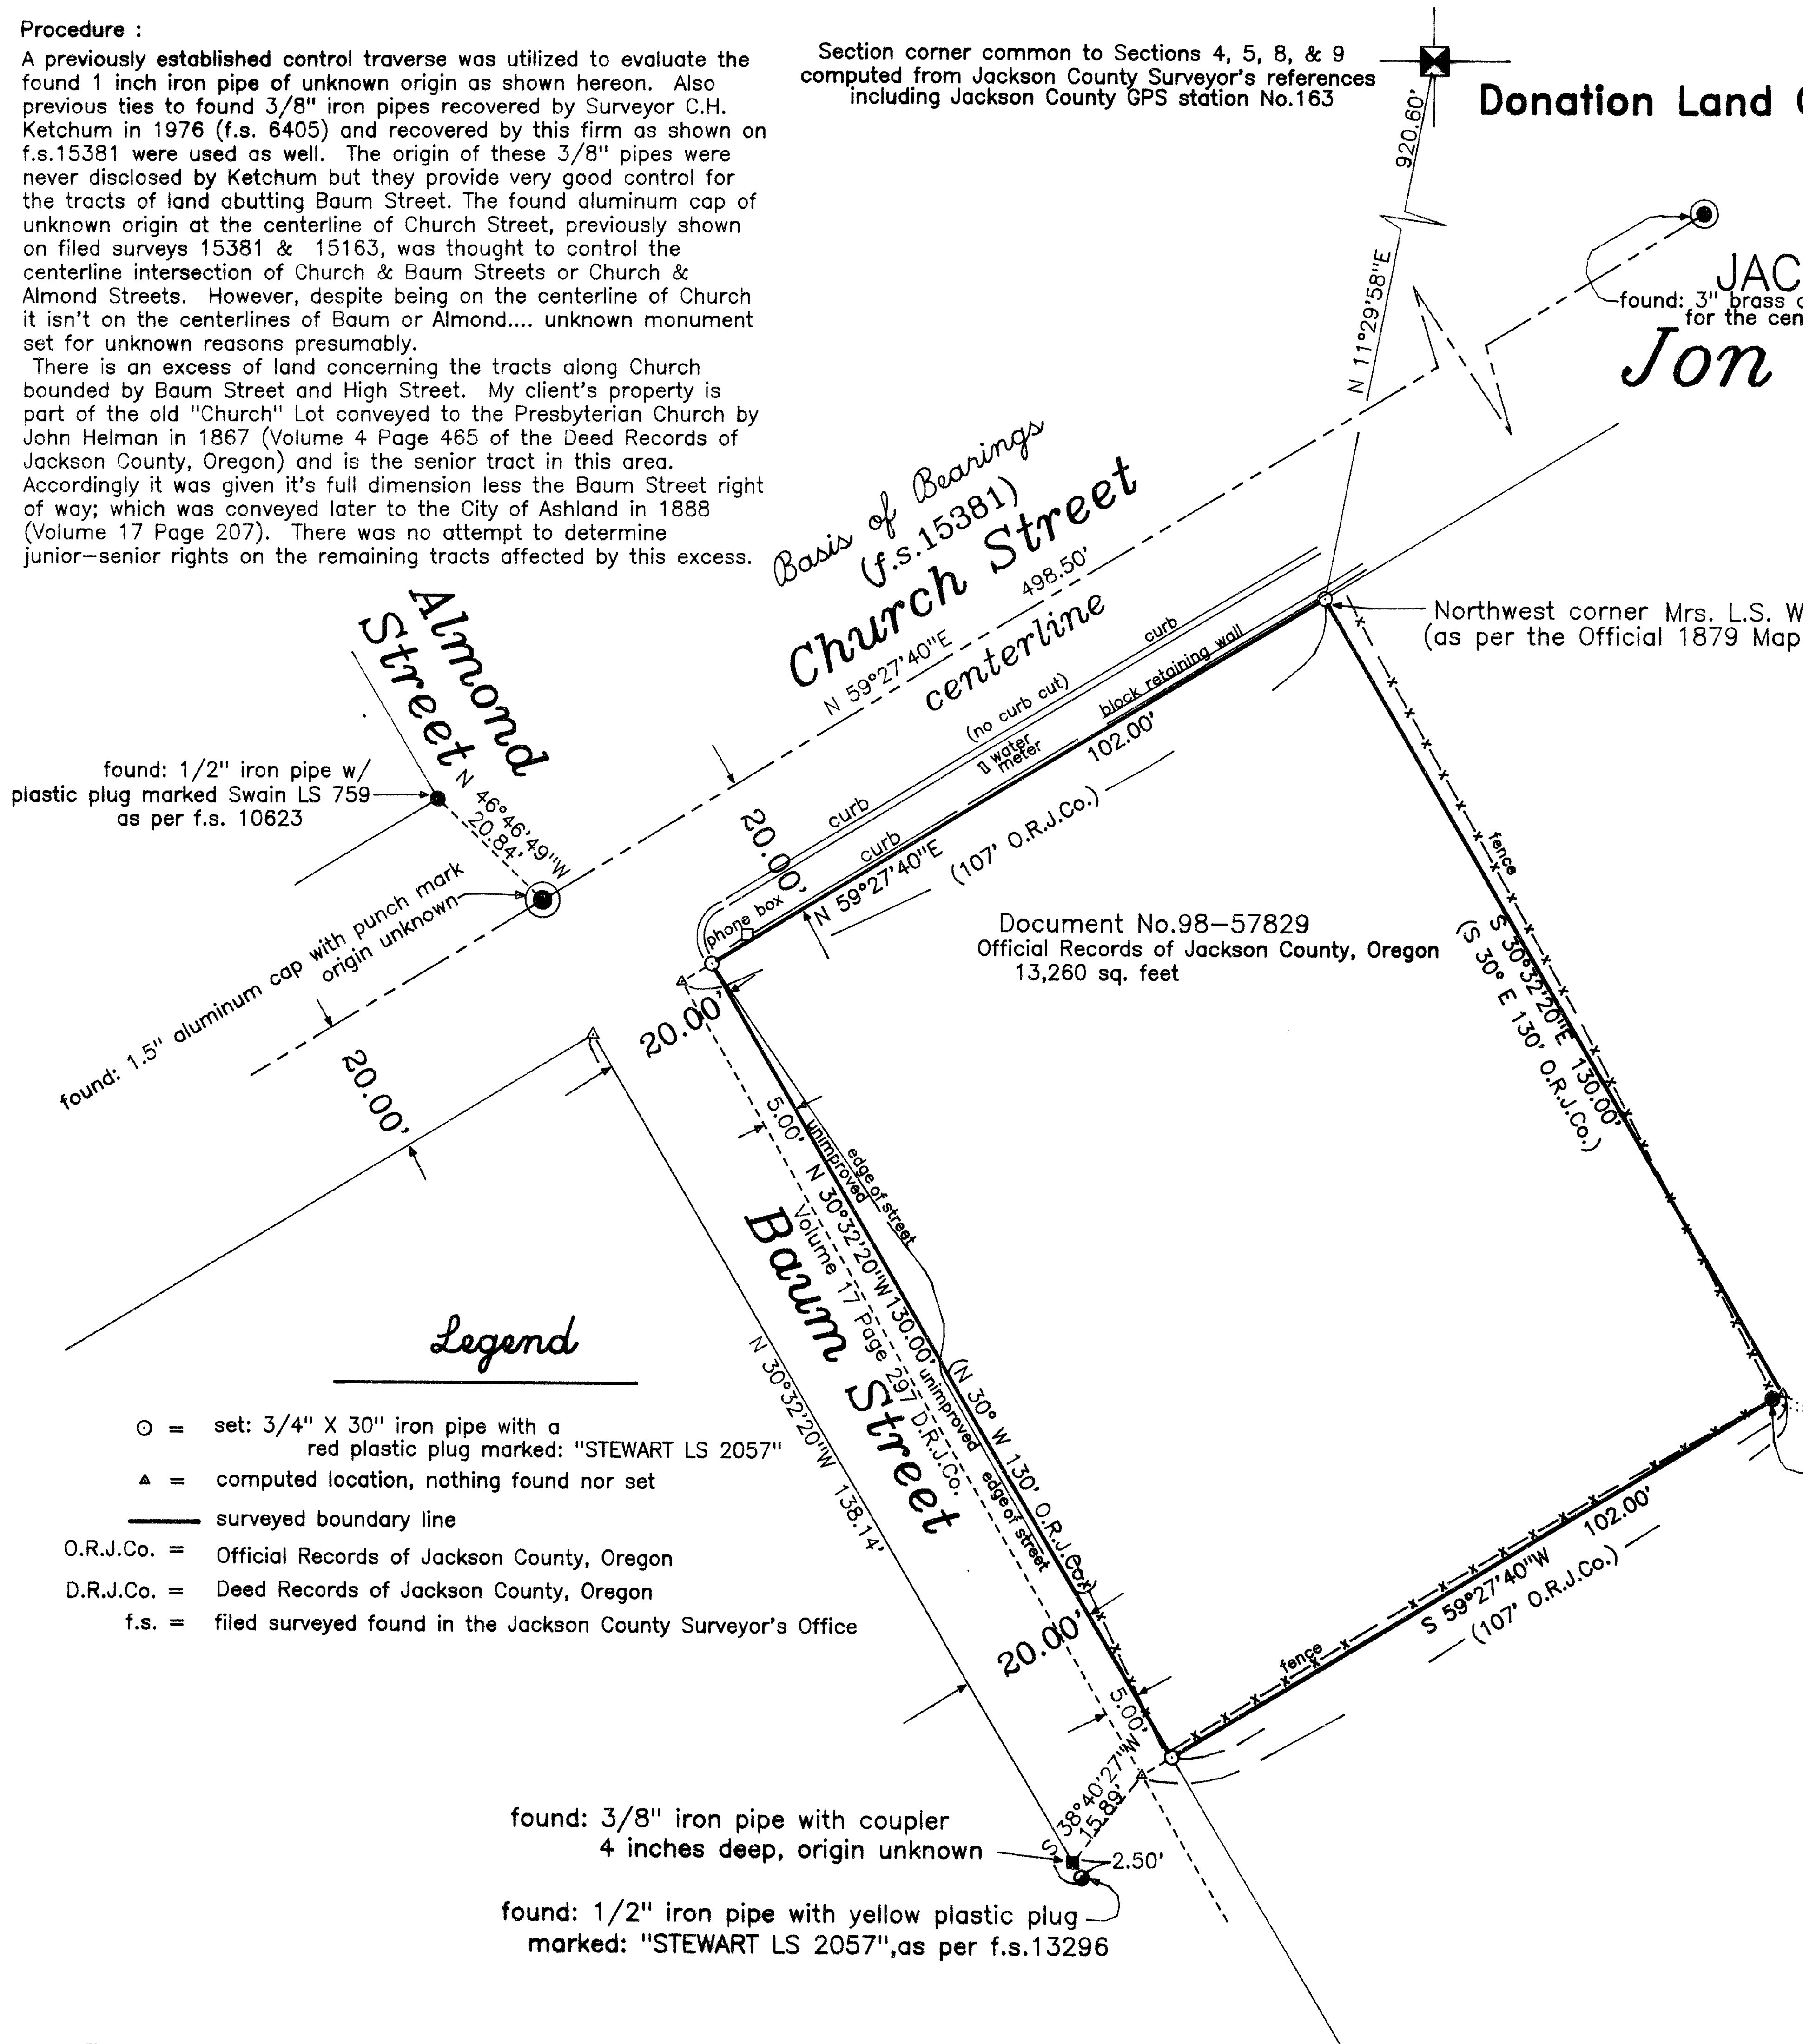 Procedure :
A previously established control traverse was utilized to evaluate the
found 1 inch iron pipe of unknown origin as shown hereon. Also
previous ties to found 3/8" iron pipes recovered by Surveyor C.H.
Ketchum in 1976 (f.s. 6405) and recovered by this firm as shown on
f.s.15381 were used as well. The origin of these 3/8" pipes were
never disclosed by Ketchum but they provide very good control for
the tracts of land abutting Baum Street. The found aluminum cap of
unknown origin at the centerline of Church Street, previously shown
on filed surveys 15381 & 15163, was thought to control the
centerline intersection of Church & Baum Streets or Church &
Almond Streets. However, despite being on the centerline of Church
it isn't on the centerlines of Baum or Almond.... unknown monument
set for unknown reasons presumably.
There is an excess of land concerning the tracts along Church
bounded by Baum Street and High Street. My client's property is
part of the old "Church" Lot conveyed to the Presbyterian Church by
John Helman in 1867 (Volume 4 Page 465 of the Deed Records of
Jackson County, Oregon) and is the senior tract in this area.
Accordingly it was given it's full dimension less the Baum Street right
of way; which was conveyed later to the City of Ashland in 1888
(Volume 17 Page 207). There was no attempt to determine
junior-senior rights on the remaining tracts affected by this excess.
Section corner common to Sections 4, 5, 8, & 9
computed from Jackson County Surveyor's references
including Jackson County GPS station No.163
920.60'
N 11°29'58"E
Donation Land
JAC
found: 3" brass
for the cen
Jon
Basis of Bearings
(f.s.15381)
Church Street
498.50'
N 59°27'40"E
centerline
Northwest corner Mrs. L.S. W
(as per the Official 1879 Map
Almond
Street
N 46°46'49"W
20.84'
found: 1/2" iron pipe w/
plastic plug marked Swain LS 759
as per f.s. 10623
found: 1.5" aluminum cap with punch mark
origin unknown
20.00'
20.00'
curb
(no curb cut)
curb
curb
block retaining wall
water
meter
102.00'
N 59°27'40"E
(107' O.R.J.Co.)
phone box
Document No.98-57829
Official Records of Jackson County, Oregon
13,260 sq. feet
fence
S 30°32'20"E 130.00'
(S 30° E 130' O.R.J.Co.)
20.00'
5.00'
unimproved
edge of street
N 30°32'20"W 130.00'
(N 30° W 130' O.R.J.Co.)
Volume 17 Page 297 D.R.J.Co.
unimproved
edge of street
Baum Street
N 30°32'20"W 138.14'
20.00'
5.00'
S 38°40'27"W
15.89'
fence
S 59°27'40"W 102.00'
(107' O.R.J.Co.)
Legend
= set: 3/4" X 30" iron pipe with a
red plastic plug marked: "STEWART LS 2057"
= computed location, nothing found nor set
surveyed boundary line
O.R.J.Co. = Official Records of Jackson County, Oregon
D.R.J.Co. = Deed Records of Jackson County, Oregon
f.s. = filed surveyed found in the Jackson County Surveyor's Office
found: 3/8" iron pipe with coupler
4 inches deep, origin unknown
2.50'
found: 1/2" iron pipe with yellow plastic plug
marked: "STEWART LS 2057",as per f.s.13296